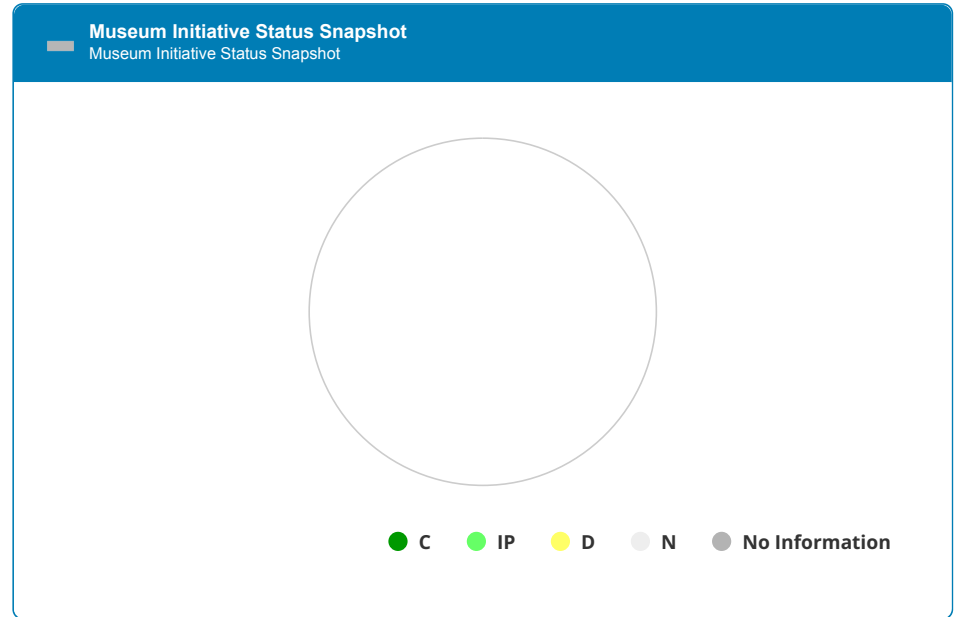 Museum Initiative Status Snapshot
Museum Initiative Status Snapshot
C IP D N No Information